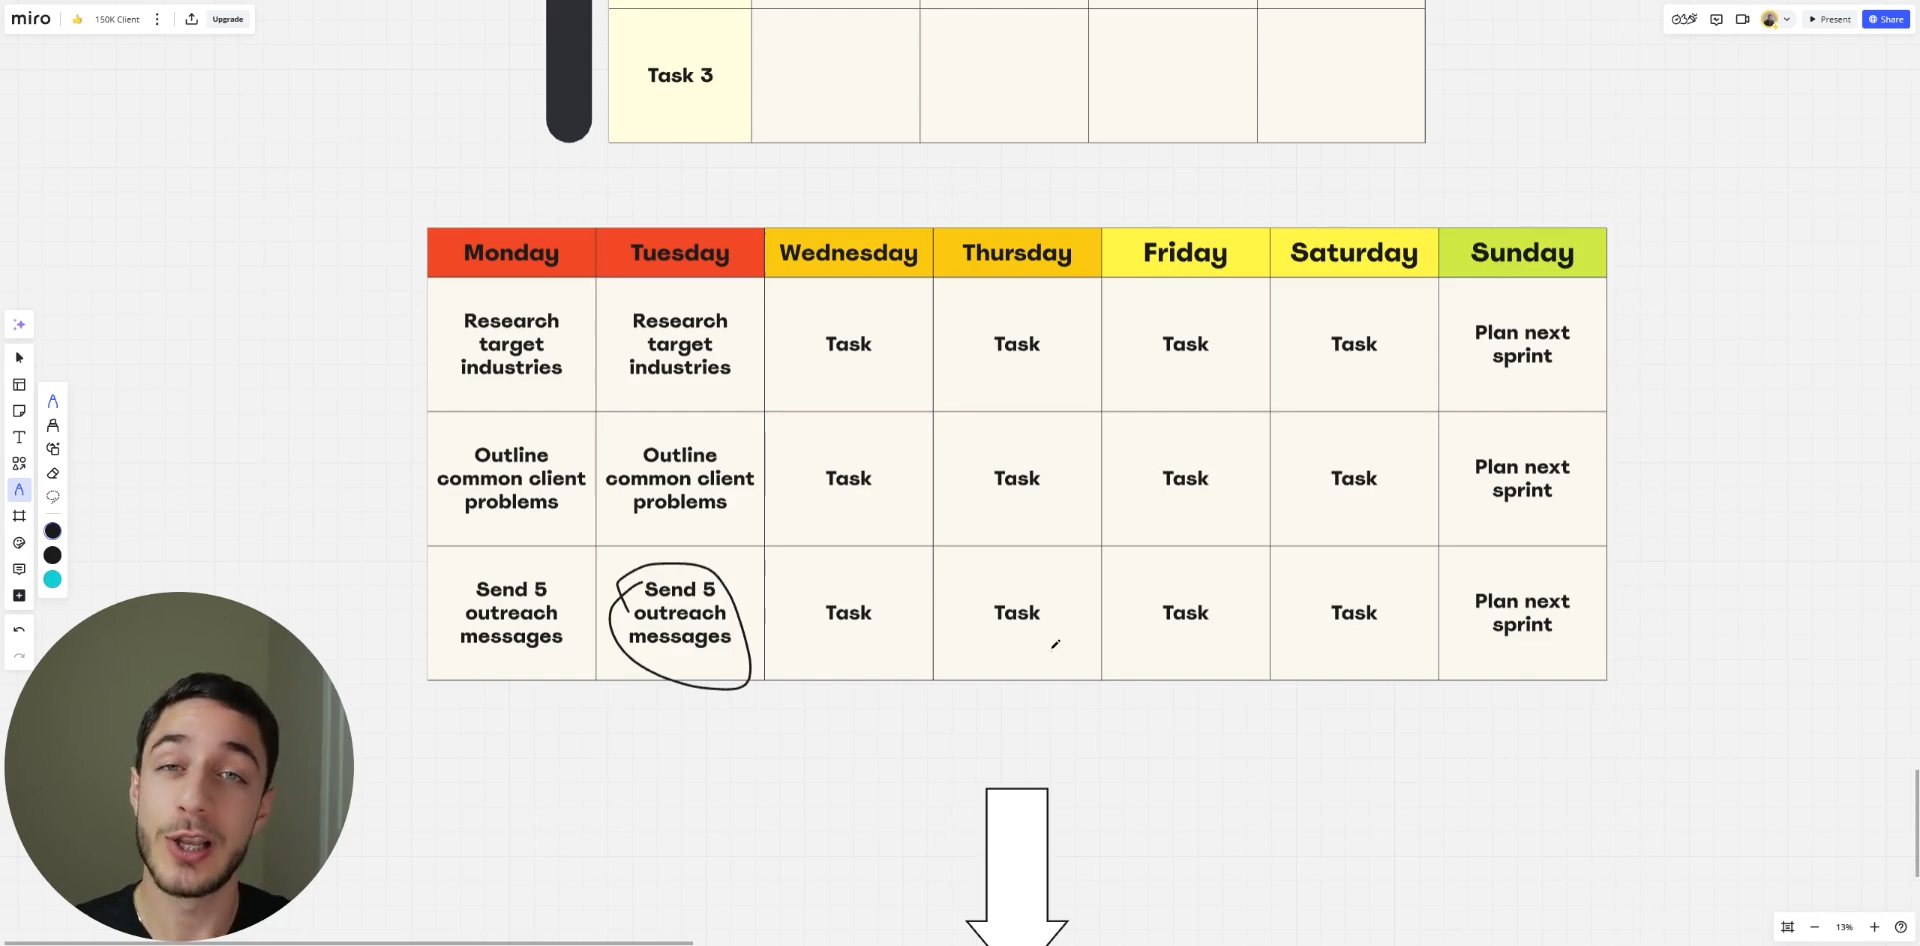 miro
150K Client
Upgrade
Present
Share
Task 3
Monday
Tuesday
Wednesday
Thursday
Friday
Saturday
Sunday
Research
target
industries
Research
target
industries
Task
Task
Task
Task
Plan next
sprint
Outline
common client
problems
Outline
common client
problems
Task
Task
Task
Task
Plan next
sprint
Send 5
outreach
messages
Send 5
outreach
messages
Task
Task
Task
Task
Plan next
sprint
13%